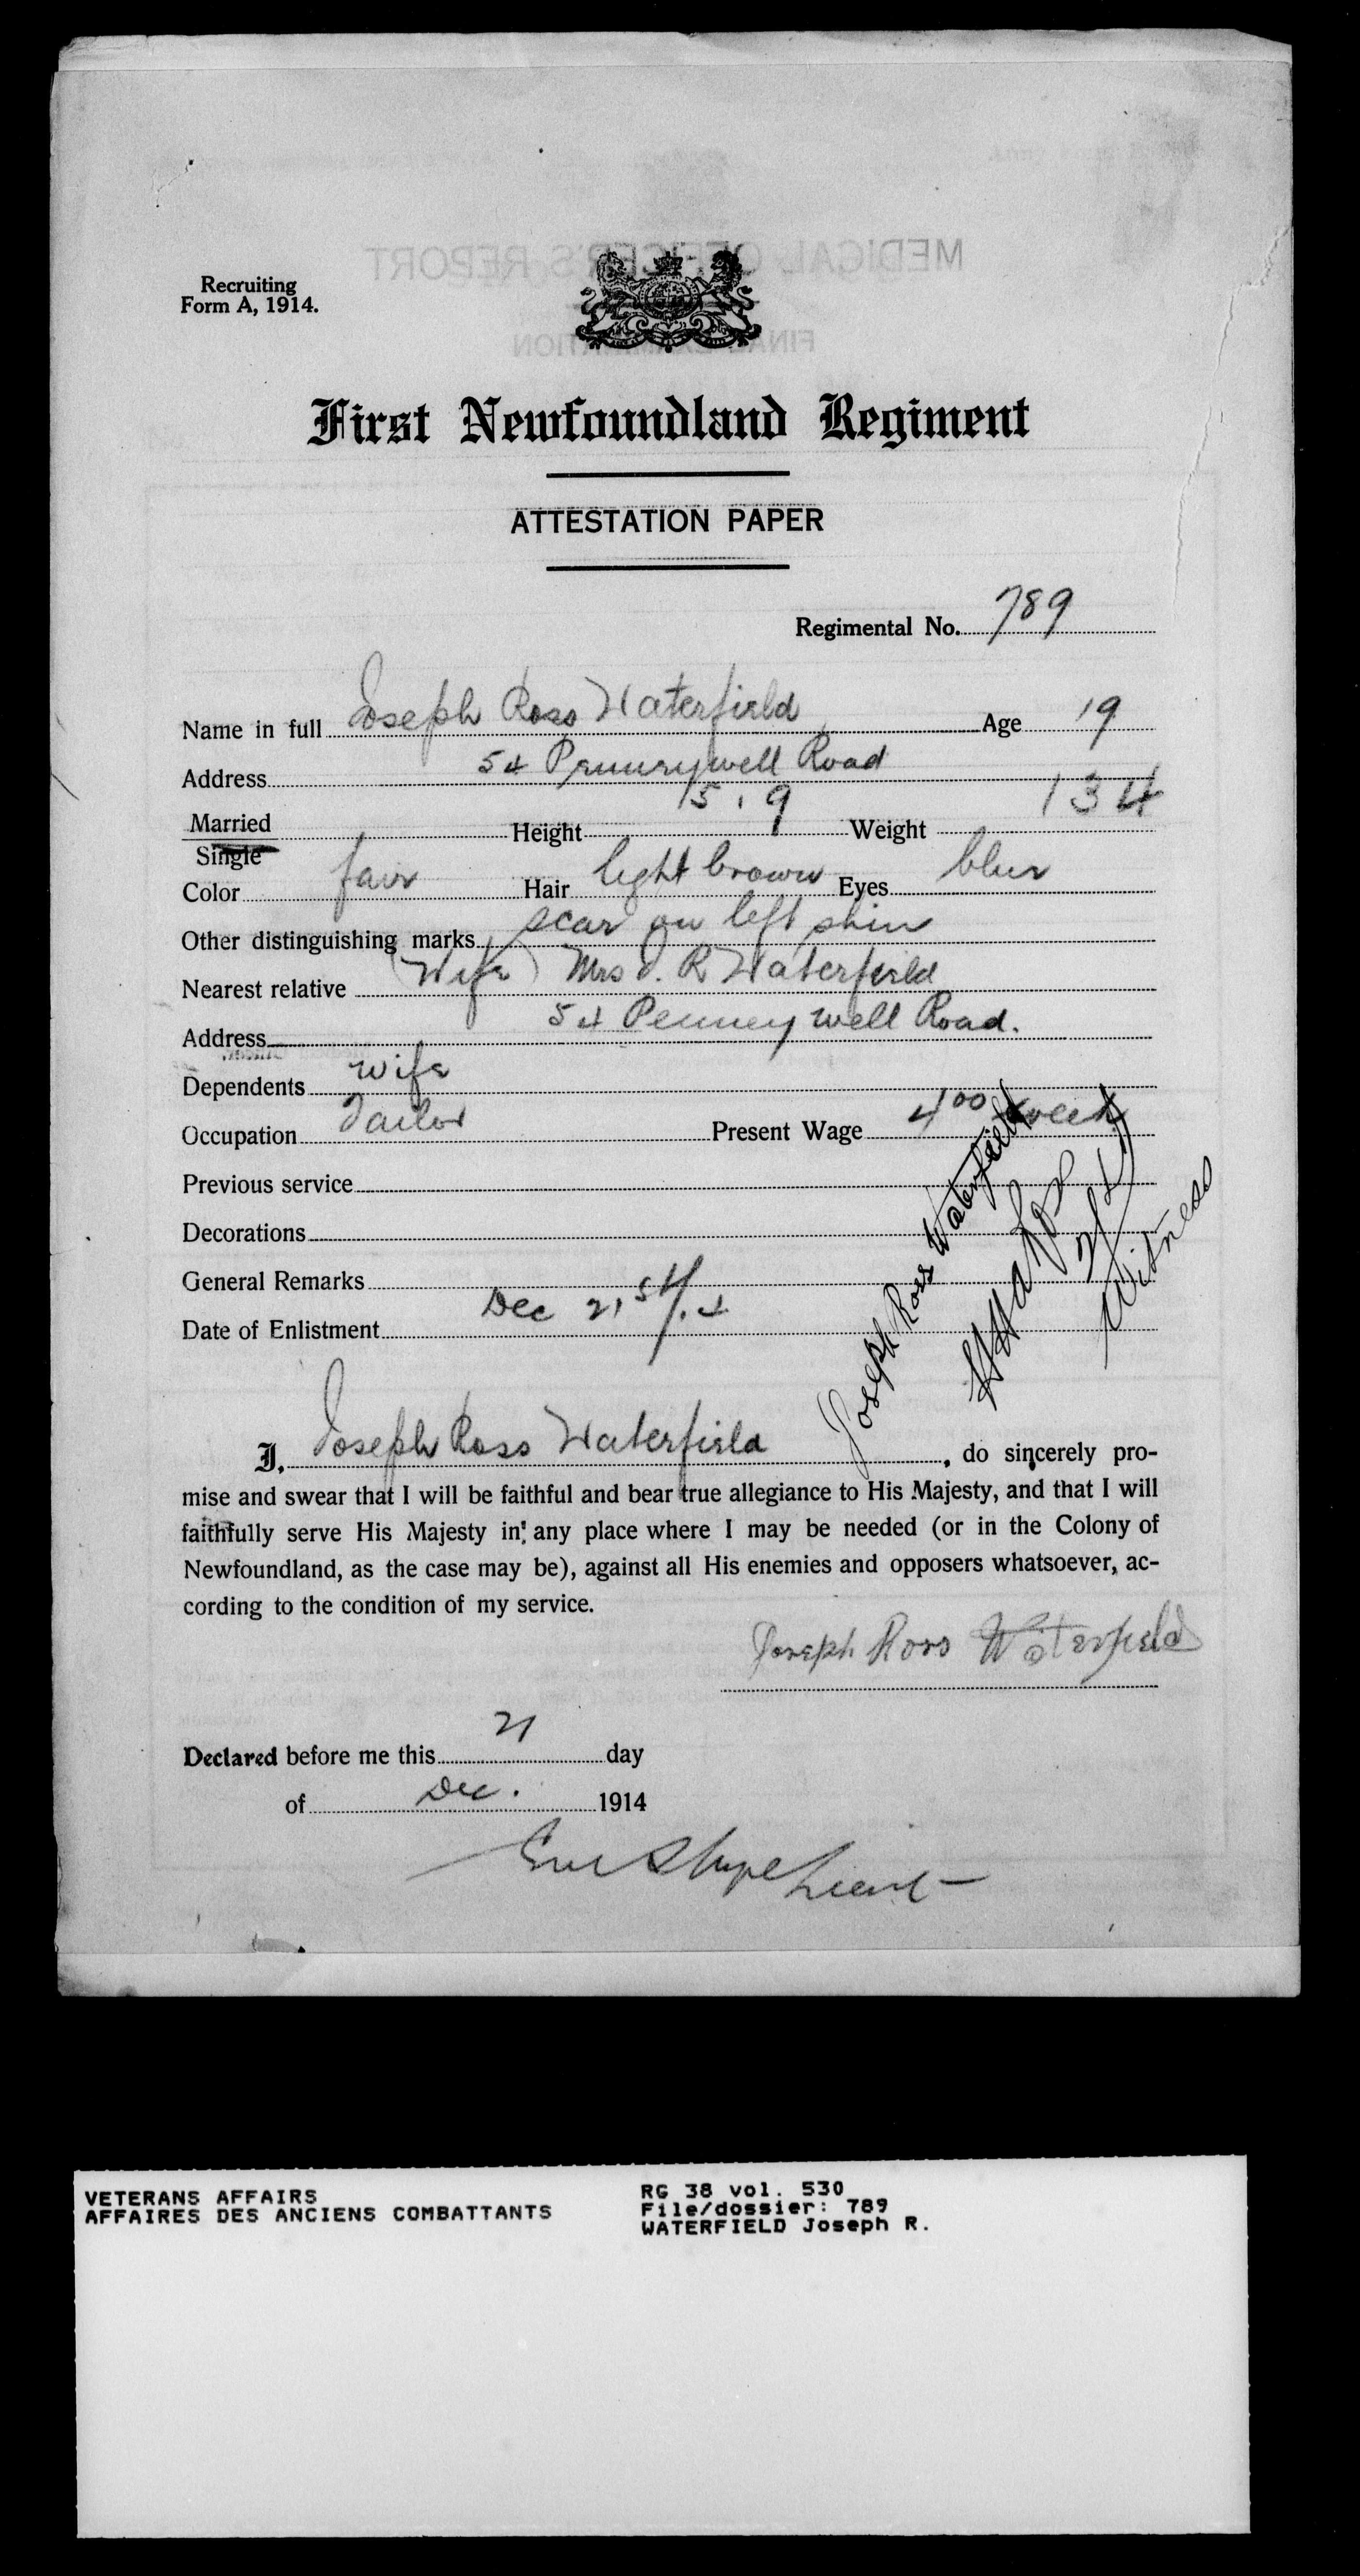 Recruiting
Form A, 1914.
First Newfoundland Regiment
ATTESTATION PAPER
Regimental No. 789
Name in full Joseph Ross Waterfield Age 19
Address 54 Pennywell Road
Married Height 5.9 Weight 134
Single
Color fair Hair light brown Eyes blue
Other distinguishing marks scar on left shin
Nearest relative (Wife) Mrs J. R Waterfield
Address 54 Penneywell Road.
Dependents wife
Occupation Tailor Present Wage 4 00 week
Previous service
Decorations
General Remarks
Date of Enlistment Dec 21st/14
Joseph Ross Waterfield
Witness
I, Joseph Ross Waterfield, do sincerely pro-
mise and swear that I will be faithful and bear true allegiance to His Majesty, and that I will
faithfully serve His Majesty in any place where I may be needed (or in the Colony of
Newfoundland, as the case may be), against all His enemies and opposers whatsoever, ac-
cording to the condition of my service.
Joseph Ross Waterfield
Declared before me this 21 day
of Dec. 1914
Lieut
VETERANS AFFAIRS
AFFAIRES DES ANCIENS COMBATTANTS
RG 38 vol. 530
File/dossier: 789
WATERFIELD Joseph R.